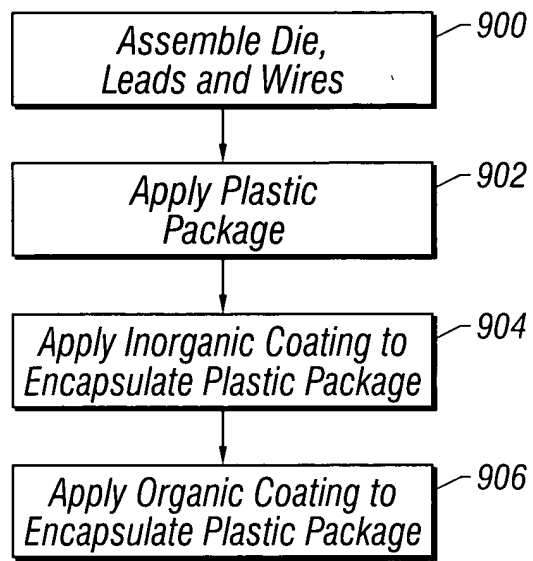 Assemble Die,
Leads and Wires
900
Apply Plastic
Package
902
Apply Inorganic Coating to
Encapsulate Plastic Package
904
Apply Organic Coating to
Encapsulate Plastic Package
906